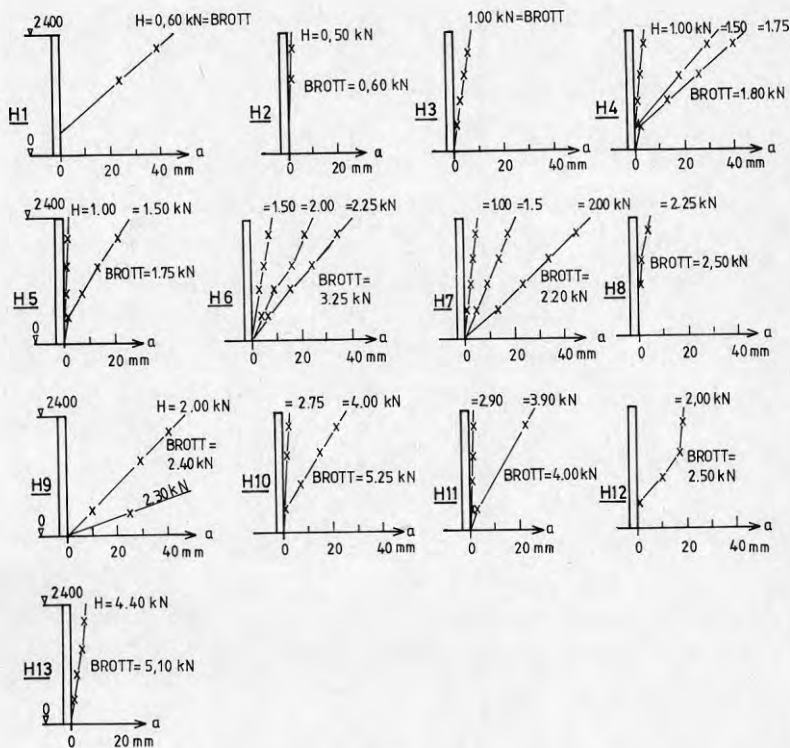 2400
H=0,60 kN=BROTT
H1
0
0 20 40 mm
a
H=0,50 kN
BROTT=0,60 kN
H2
0 20 mm
a
1.00 kN=BROTT
H3
0 20 mm
a
H=1.00 kN =1.50 =1.75
BROTT=1.80 kN
H4
0 20 40 mm
a
2400
H=1.00 =1.50 kN
BROTT=1.75 kN
H5
0
0 20 mm
=1.50 =2.00 =2.25 kN
BROTT=
3.25 kN
H6
0 20 40 mm
=1.00 =1.5 =200 kN
BROTT=
2.20 kN
H7
0 20 40 mm
=2.25 kN
BROTT=2,50 kN
H8
0 20 mm
2400
H=2.00 kN
BROTT=
2.40 kN
2.30 kN
H9
0
0 20 40 mm
=2.75 =4.00 kN
BROTT=5.25 kN
H10
0 20 40 mm
=2.90 =3.90 kN
BROTT=4.00 kN
H11
0 20 40 mm
=2,00 kN
BROTT=
2.50 kN
H12
0 20 40 mm
2400
H=4.40 kN
BROTT=5,10 kN
H13
0
0 20 mm
a